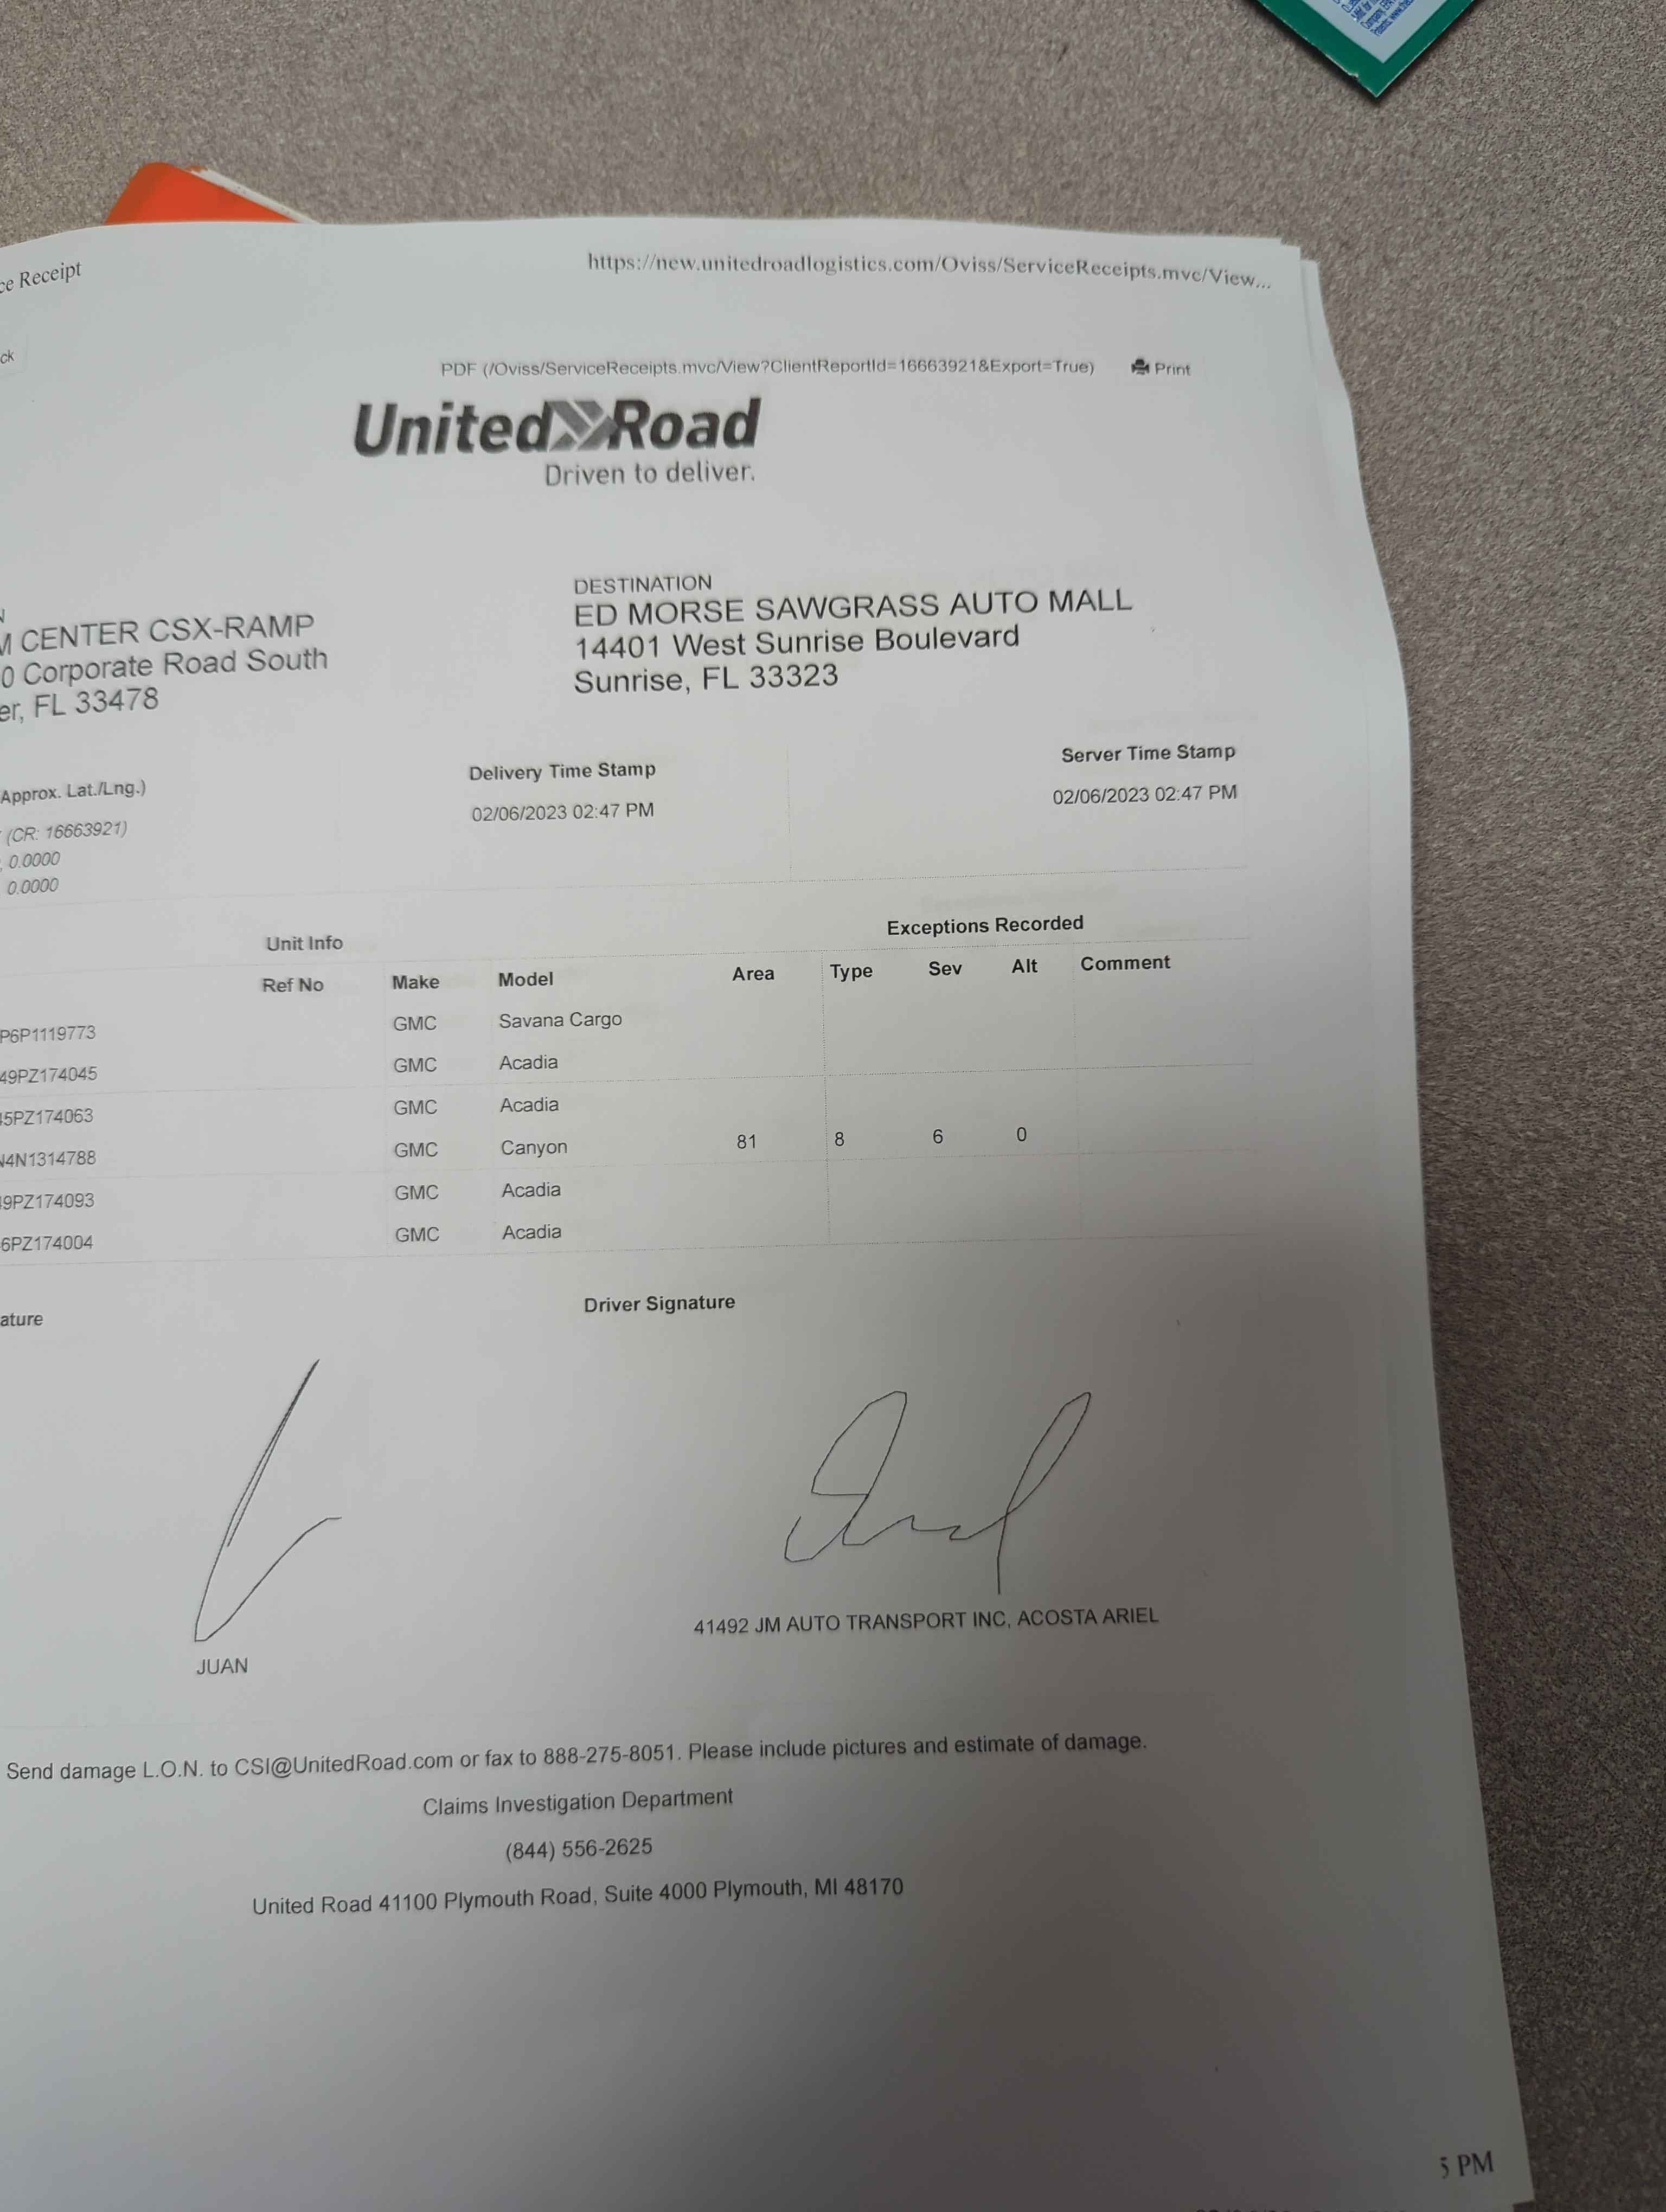 ce Receipt
https://new.unitedroadlogistics.com/Oviss/ServiceReceipts.mvc/View...
ck
PDF (/Oviss/ServiceReceipts.mvc/View?ClientReportId=16663921&Export=True) Print
United Road
Driven to deliver.
M CENTER CSX-RAMP
0 Corporate Road South
er, FL 33478
DESTINATION
ED MORSE SAWGRASS AUTO MALL
14401 West Sunrise Boulevard
Sunrise, FL 33323
Approx. Lat./Lng.)
(CR: 16663921)
0.0000
0.0000
Delivery Time Stamp
02/06/2023 02:47 PM
Server Time Stamp
02/06/2023 02:47 PM
Unit Info Exceptions Recorded
Ref No Make Model Area Type Sev Alt Comment
P6P1119773 GMC Savana Cargo
49PZ174045 GMC Acadia
5PZ174063 GMC Acadia
4N1314788 GMC Canyon 81 8 6 0
9PZ174093 GMC Acadia
6PZ174004 GMC Acadia
ature Driver Signature
JUAN
41492 JM AUTO TRANSPORT INC, ACOSTA ARIEL
Send damage L.O.N. to CSI@UnitedRoad.com or fax to 888-275-8051. Please include pictures and estimate of damage.
Claims Investigation Department
(844) 556-2625
United Road 41100 Plymouth Road, Suite 4000 Plymouth, MI 48170
5 PM